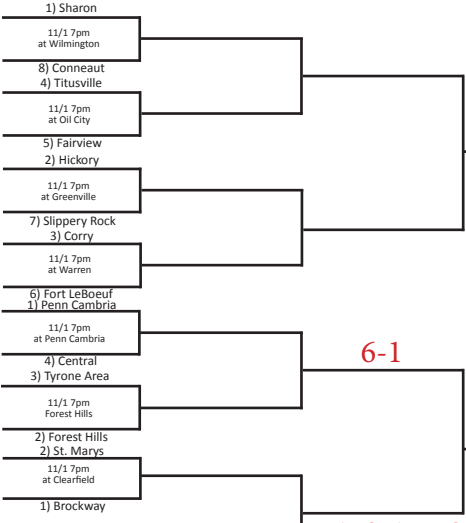 1) Sharon
11/1 7pm
at Wilmington
8) Conneaut
4) Titusville
11/1 7pm
at Oil City
5) Fairview
2) Hickory
11/1 7pm
at Greenville
7) Slippery Rock
3) Corry
11/1 7pm
at Warren
6) Fort LeBoeuf
1) Penn Cambria
11/1 7pm
at Penn Cambria
6-1
4) Central
3) Tyrone Area
11/1 7pm
Forest Hills
2) Forest Hills
2) St. Marys
11/1 7pm
at Clearfield
1) Brockway